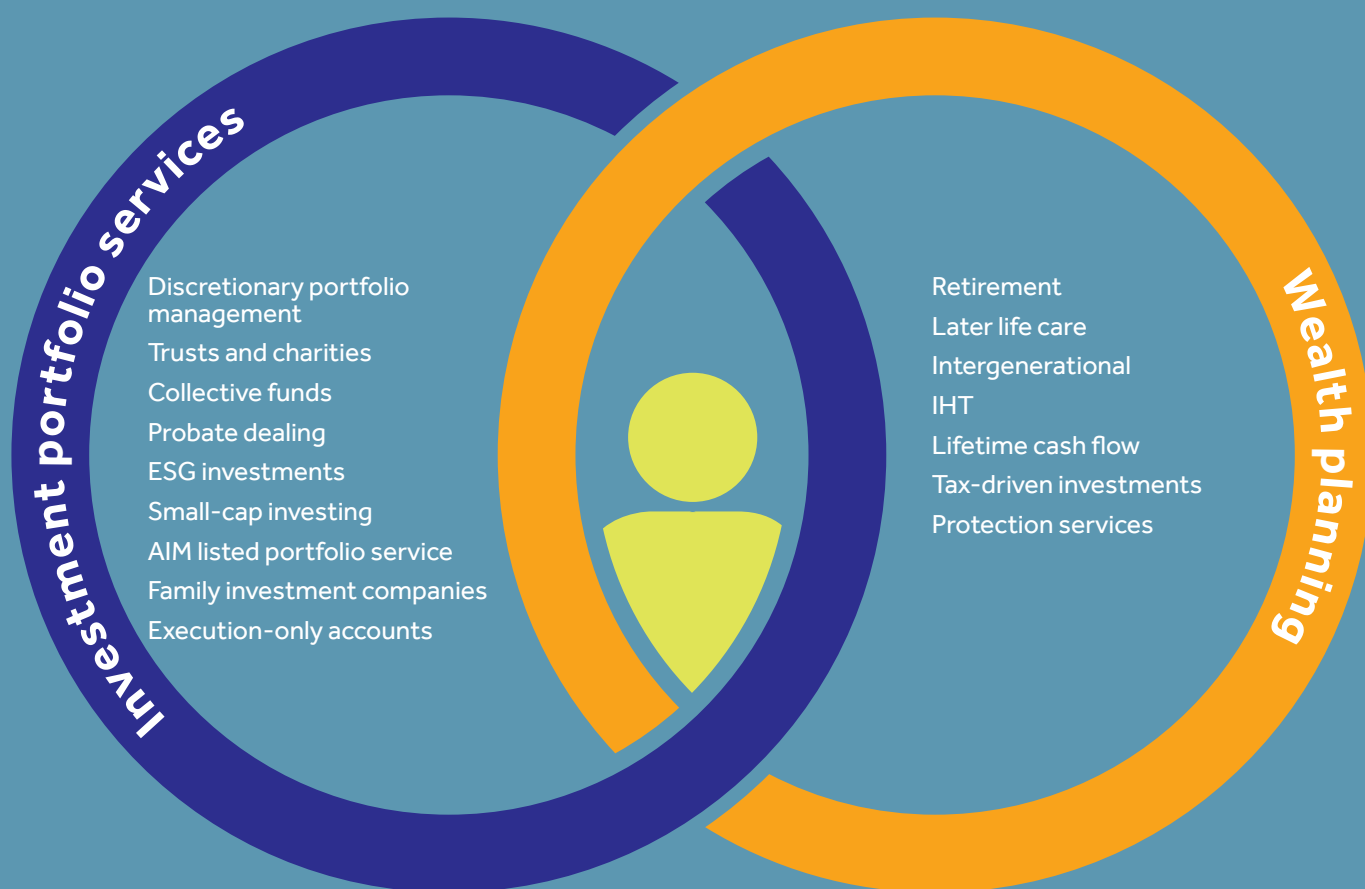 Investment portfolio services
Discretionary portfolio
management
Trusts and charities
Collective funds
Probate dealing
ESG investments
Small-cap investing
AIM listed portfolio service
Family investment companies
Execution-only accounts
Retirement
Later life care
Intergenerational
IHT
Lifetime cash flow
Tax-driven investments
Protection services
Wealth planning